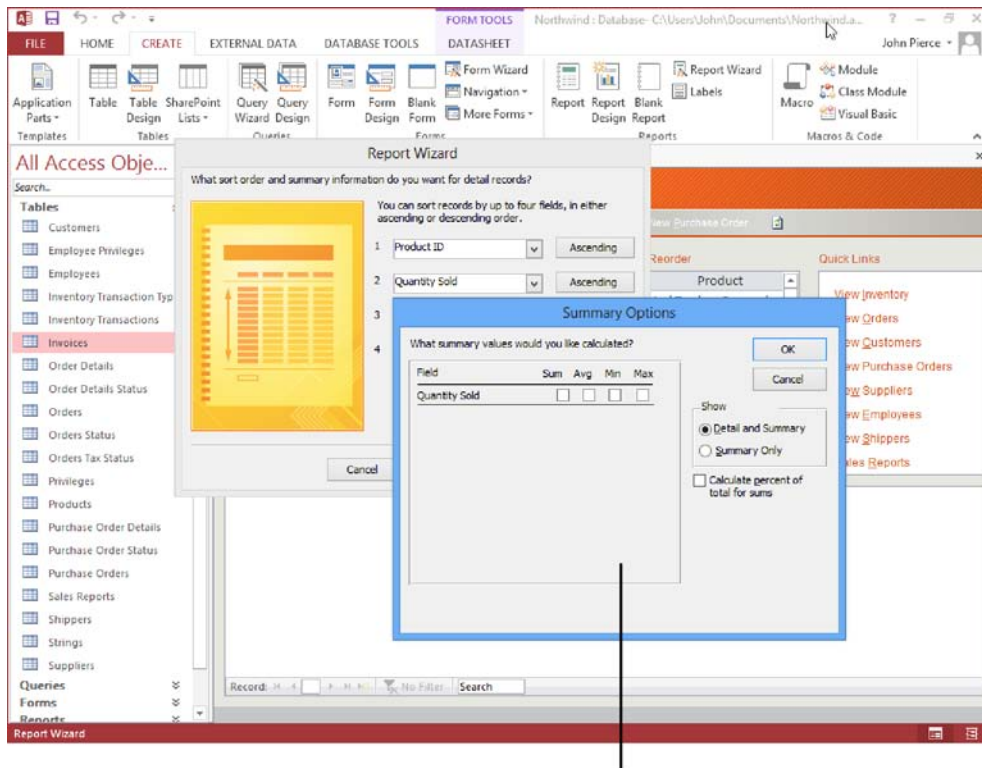 FORM TOOLS
Northwind : Database- C:\Users\John\Documents\Northwind.a...
?
FILE HOME CREATE EXTERNAL DATA DATABASE TOOLS DATASHEET
John Pierce
Application Parts
Table
Table Design
SharePoint Lists
Query Wizard
Query Design
Form
Form Design
Blank Form
Form Wizard
Navigation
More Forms
Report
Report Design
Blank Report
Report Wizard
Labels
Macro
Module
Class Module
Visual Basic
Templates
Tables
Queries
Forms
Reports
Macros & Code
All Access Obje...
Search..
Tables
Customers
Employee Privileges
Employees
Inventory Transaction Typ
Inventory Transactions
Invoices
Order Details
Order Details Status
Orders
Orders Status
Orders Tax Status
Privileges
Products
Purchase Order Details
Purchase Order Status
Purchase Orders
Sales Reports
Shippers
Strings
Suppliers
Queries
Forms
Reports
Report Wizard
What sort order and summary information do you want for detail records?
You can sort records by up to four fields, in either
ascending or descending order.
1 Product ID Ascending
2 Quantity Sold Ascending
3
4
Cancel
Summary Options
What summary values would you like calculated?
Field Sum Avg Min Max
Quantity Sold
OK
Cancel
Show
Detail and Summary
Summary Only
Calculate percent of
total for sums
Purchase Order
Reorder
Product
Quick Links
View Inventory
ew Orders
ew Customers
ew Purchase Orders
ew Suppliers
ew Employees
ew Shippers
ales Reports
Record: No Filter Search
Report Wizard